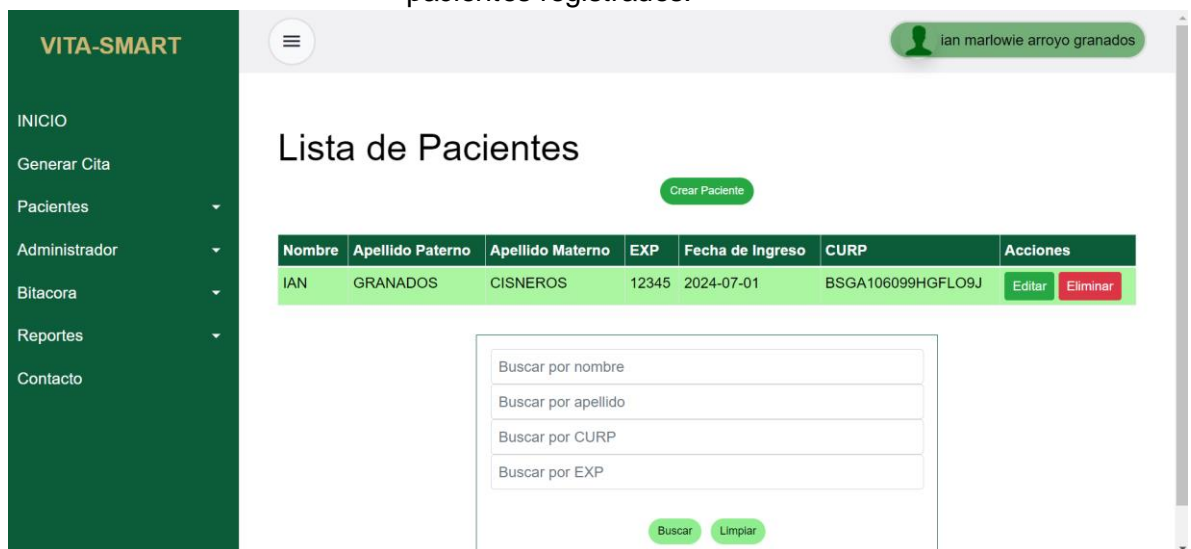 pacientes registrados.
VITA-SMART
ian marlowie arroyo granados
INICIO
Generar Cita
Pacientes
Administrador
Bitacora
Reportes
Contacto
Lista de Pacientes
Crear Paciente
Nombre Apellido Paterno Apellido Materno EXP Fecha de Ingreso CURP Acciones
IAN GRANADOS CISNEROS 12345 2024-07-01 BSGA106099HGFLO9J Editar Eliminar
Buscar por nombre
Buscar por apellido
Buscar por CURP
Buscar por EXP
Buscar Limpiar